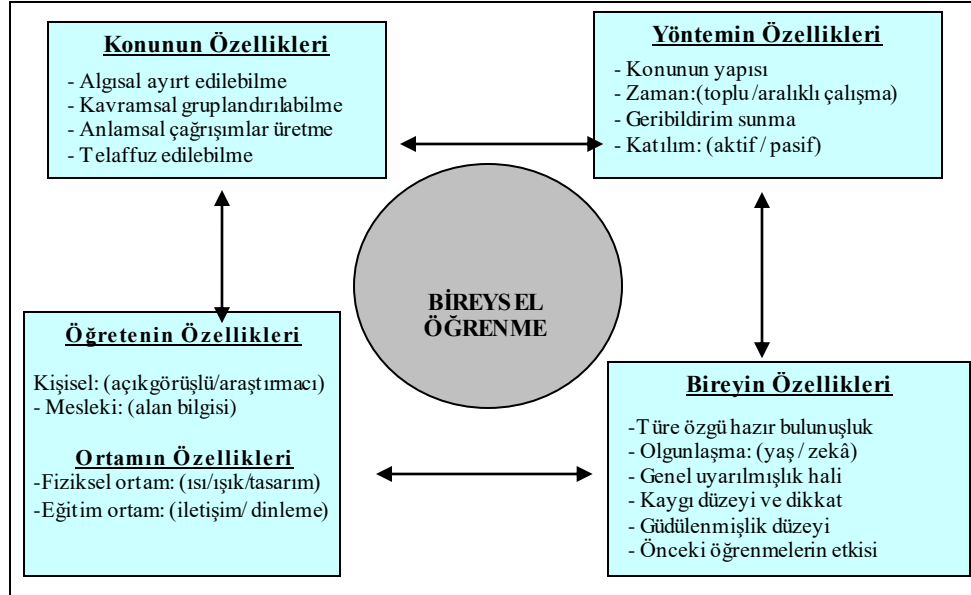 Konunun Özellikleri
- Algısal ayırt edilebilme
- Kavramsal gruplandırılabilme
- Anlamsal çağrışımlar üretme
- Telaffuz edilebilme
Yöntemin Özellikleri
- Konunun yapısı
- Zaman:(toplu /aralıklı çalışma)
- Geribildirim sunma
- Katılım: (aktif / pasif)
BİREYSEL
ÖĞRENME
Öğretenin Özellikleri
Kişisel: (açıkgörüşlü/araştırmacı)
- Mesleki: (alan bilgisi)
Ortamın Özellikleri
-Fiziksel ortam: (ısı/ışık/tasarım)
-Eğitim ortam: (iletişim/ dinleme)
Bireyin Özellikleri
-Türe özgü hazır bulunuşluk
- Olgunlaşma: (yaş / zekâ)
- Genel uyarılmışlık hali
- Kaygı düzeyi ve dikkat
- Güdülenmişlik düzeyi
- Önceki öğrenmelerin etkisi